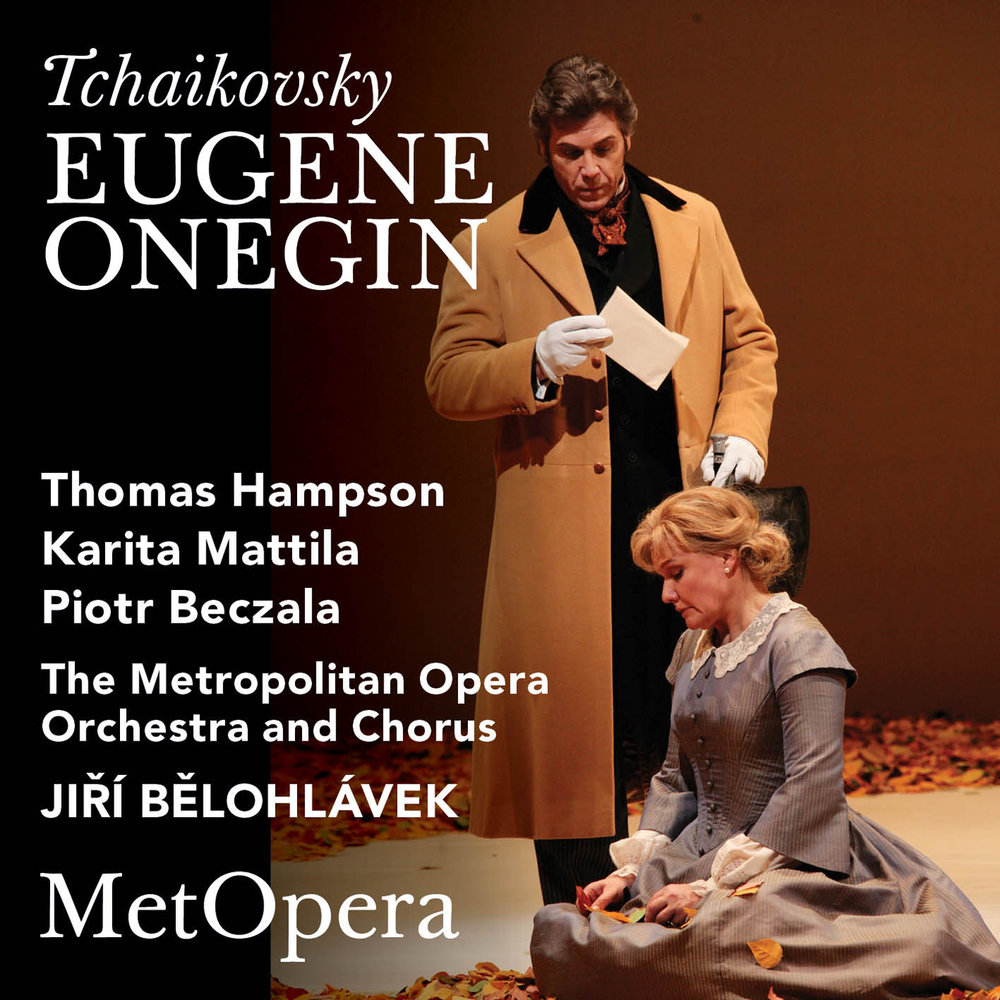 Tchaikovsky
EUGENE
ONEGIN
Thomas Hampson
Karita Mattila
Piotr Beczala
The Metropolitan Opera
Orchestra and Chorus
JIŘÍ BĚLOHLÁVEK
MetOpera